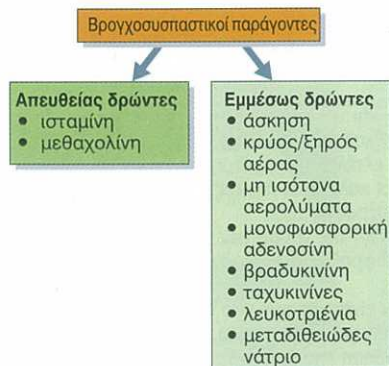 Βρογχοσυσπαστικοί παράγοντες
Απευθείας δρώντες
• ισταμίνη
• μεθαχολίνη
Εμμέσως δρώντες
• άσκηση
• κρύος/ξηρός
αέρας
• μη ισότονα
αερολύματα
• μονοφωσφορική
αδενοσίνη
• βραδυκινίνη
• ταχυκινίνες
• λευκοτριένια
• μεταδιθειώδες
νάτριο